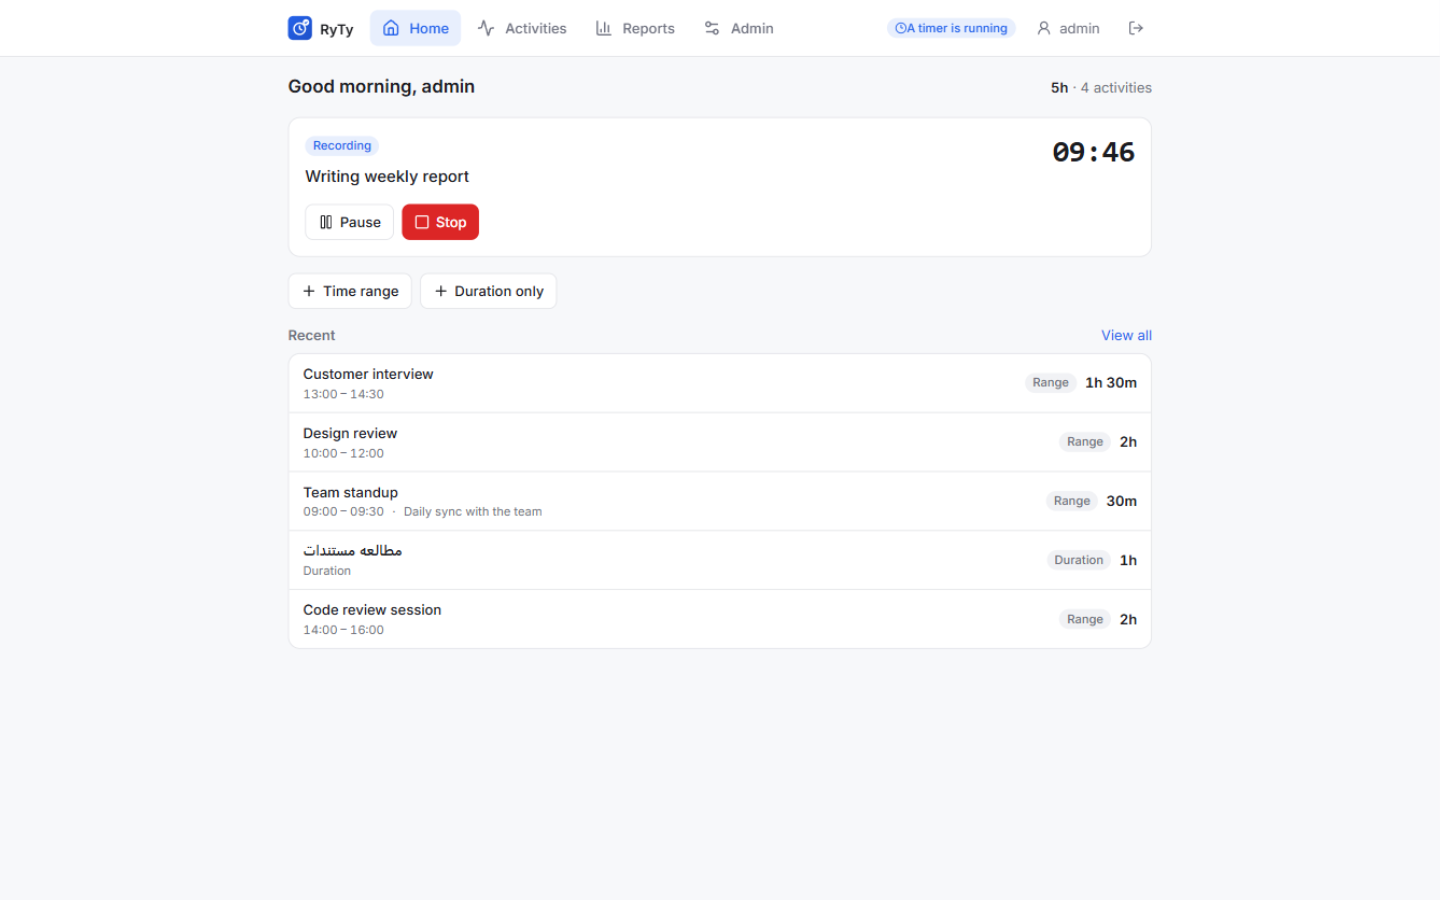 RyTy Home Activities Reports Admin A timer is running admin
Good morning, admin 5h · 4 activities
Recording 09:46
Writing weekly report
Pause Stop
+ Time range + Duration only
Recent View all
Customer interview
13:00 – 14:30 Range 1h 30m
Design review
10:00 – 12:00 Range 2h
Team standup
09:00 – 09:30 · Daily sync with the team Range 30m
مطالعه مستندات
Duration Duration 1h
Code review session
14:00 – 16:00 Range 2h